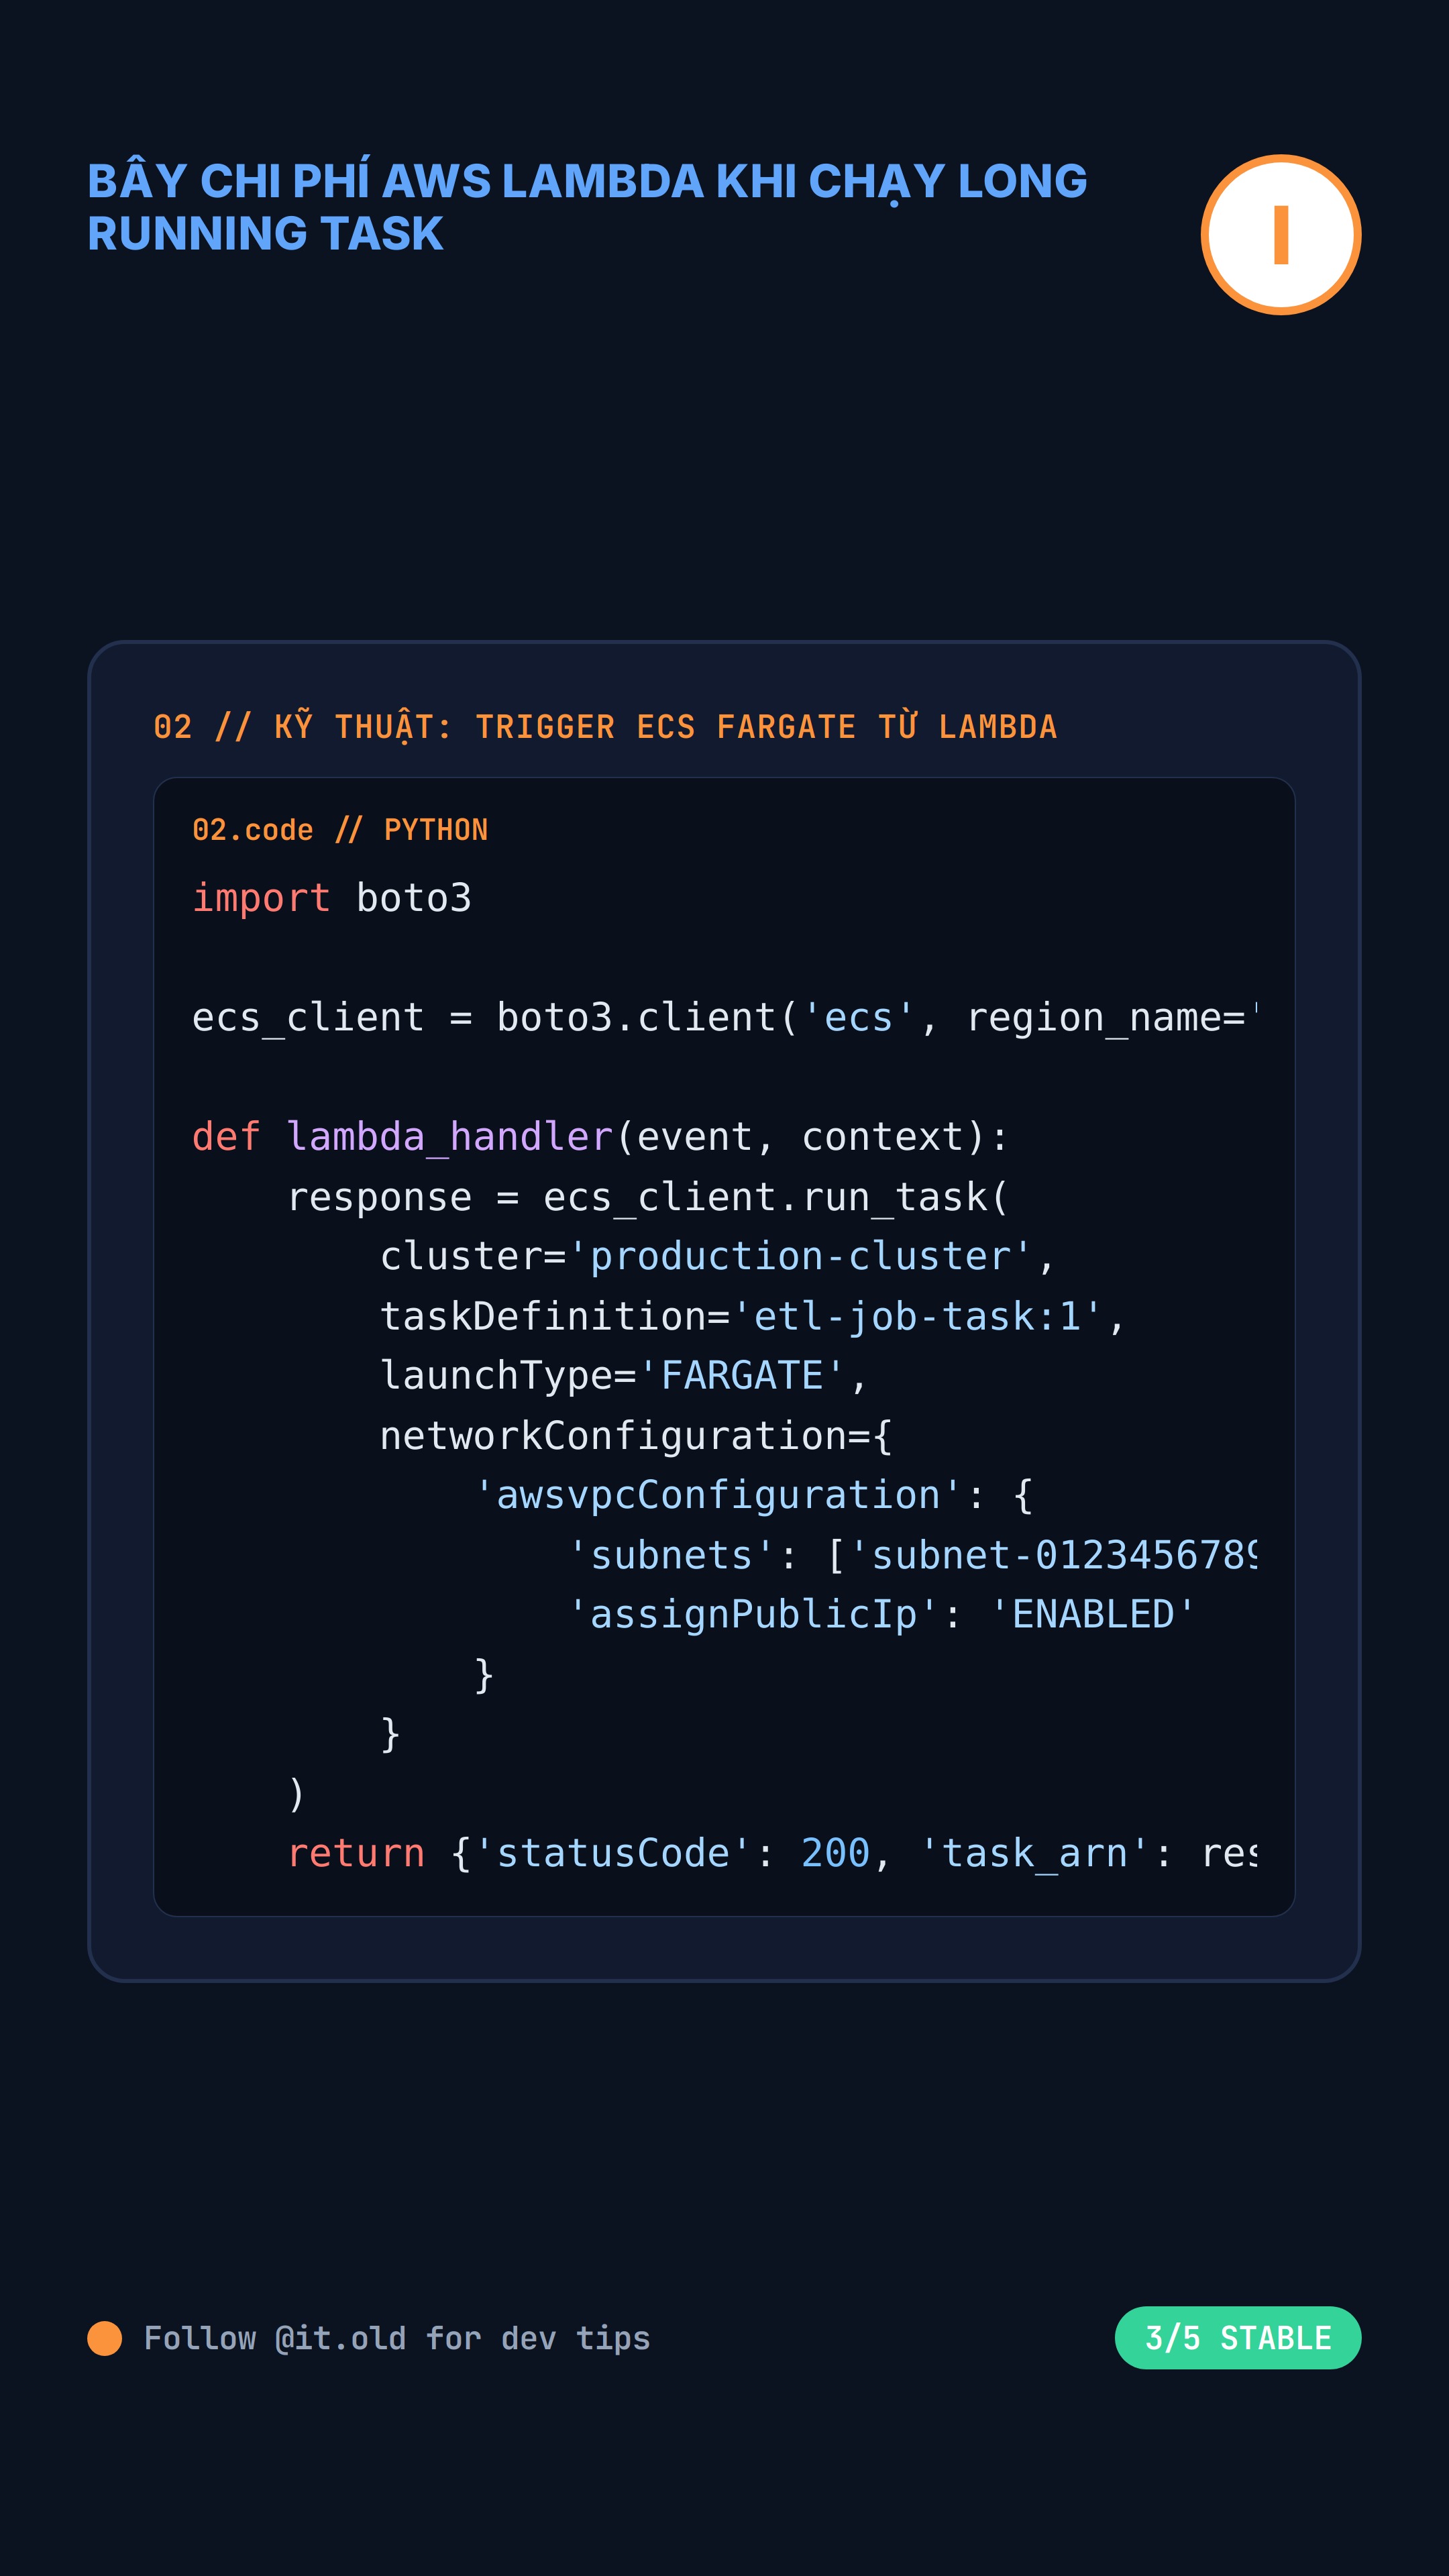 BÂY CHI PHÍ AWS LAMBDA KHI CHẠY LONG
RUNNING TASK
I
02 // KỸ THUẬT: TRIGGER ECS FARGATE TỪ LAMBDA
02.code // PYTHON
import boto3
ecs_client = boto3.client('ecs', region_name='
def lambda_handler(event, context):
    response = ecs_client.run_task(
        cluster='production-cluster',
        taskDefinition='etl-job-task:1',
        launchType='FARGATE',
        networkConfiguration={
            'awsvpcConfiguration': {
                'subnets': ['subnet-0123456789
                'assignPublicIp': 'ENABLED'
            }
        }
    )
    return {'statusCode': 200, 'task_arn': res
Follow @it.old for dev tips
3/5 STABLE